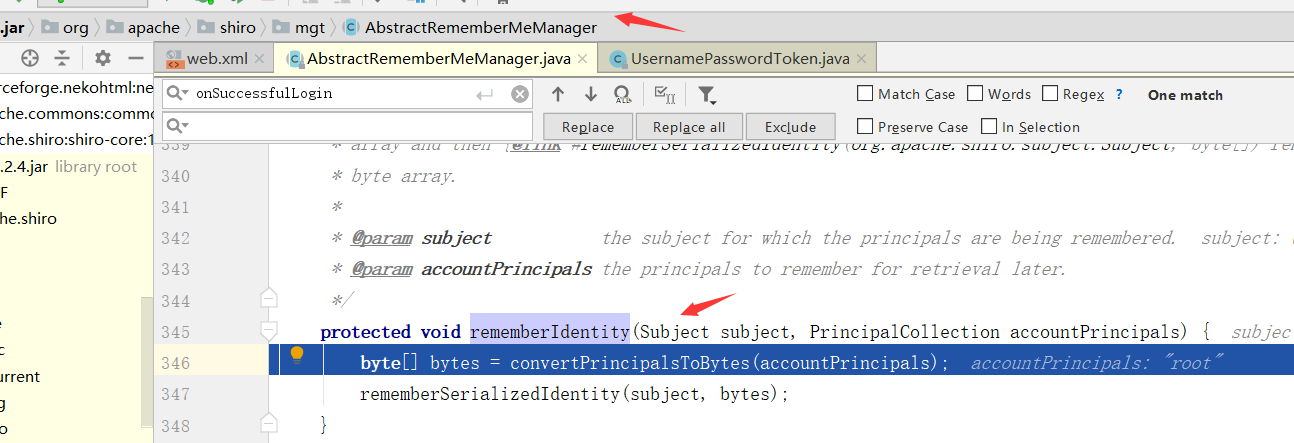 .jar org apache shiro mgt AbstractRememberMeManager
web.xml AbstractRememberMeManager.java UsernamePasswordToken.java
rceforge.nekohtml:ne
onSuccessfulLogin Match Case Words Regex ? One match
che.commons:comm
Replace Replace all Exclude Preserve Case In Selection
che.shiro:shiro-core:1
339 * array and then {@link #rememberSerializedIdentity(org.apache.shiro.subject.Subject, byte[])
.2.4.jar library root
340 * byte array.
F
341 *
he.shiro
342 * @param subject the subject for which the principals are being remembered. subject:
343 * @param accountPrincipals the principals to remember for retrieval later.
344 */
345 protected void rememberIdentity(Subject subject, PrincipalCollection accountPrincipals) { subjec
346 byte[] bytes = convertPrincipalsToBytes(accountPrincipals); accountPrincipals: "root"
urrent
347 rememberSerializedIdentity(subject, bytes);
g
348 }